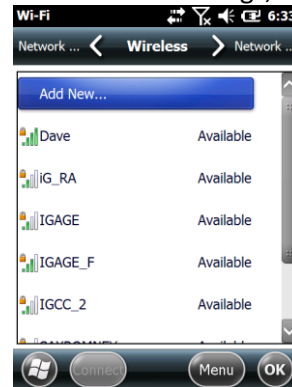 Wi-Fi 6:33
Network ... Wireless Network ..
Add New...
Dave Available
iG_RA Available
IGAGE Available
IGAGE_F Available
IGCC_2 Available
Connect Menu OK